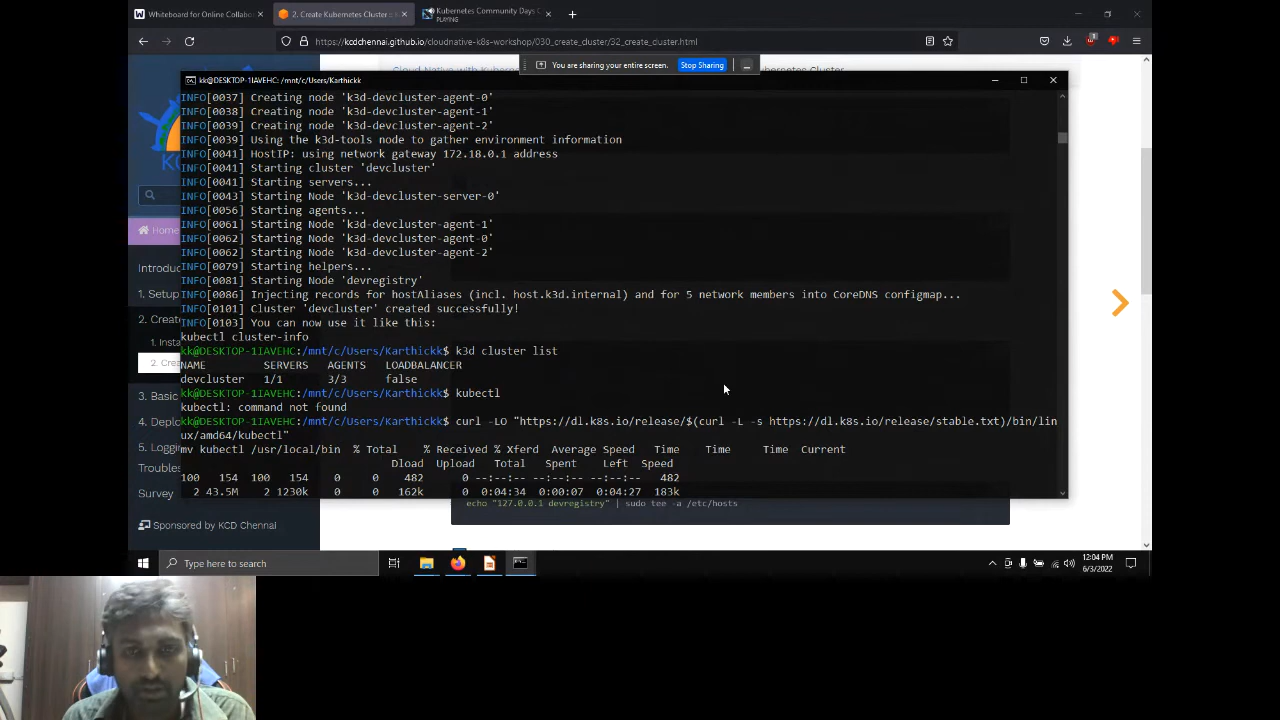 Whiteboard for Online Collabo
2. Create Kubernetes Cluster ::
Kubernetes Community Days C
PLAYING
https://kcdchennai.github.io/cloudnative-k8s-workshop/030_create_cluster/32_create_cluster.html
You are sharing your entire screen.
Stop Sharing
kk@DESKTOP-1IAVEHC: /mnt/c/Users/Karthickk
INFO[0037] Creating node 'k3d-devcluster-agent-0'
INFO[0038] Creating node 'k3d-devcluster-agent-1'
INFO[0039] Creating node 'k3d-devcluster-agent-2'
INFO[0039] Using the k3d-tools node to gather environment information
INFO[0041] HostIP: using network gateway 172.18.0.1 address
INFO[0041] Starting cluster 'devcluster'
INFO[0041] Starting servers...
INFO[0043] Starting Node 'k3d-devcluster-server-0'
INFO[0056] Starting agents...
INFO[0061] Starting Node 'k3d-devcluster-agent-1'
INFO[0062] Starting Node 'k3d-devcluster-agent-0'
INFO[0062] Starting Node 'k3d-devcluster-agent-2'
INFO[0079] Starting helpers...
INFO[0081] Starting Node 'devregistry'
INFO[0086] Injecting records for hostAliases (incl. host.k3d.internal) and for 5 network members into CoreDNS configmap...
INFO[0101] Cluster 'devcluster' created successfully!
INFO[0103] You can now use it like this:
kubectl cluster-info
kk@DESKTOP-1IAVEHC:/mnt/c/Users/Karthickk$ k3d cluster list
NAME SERVERS AGENTS LOADBALANCER
devcluster 1/1 3/3 false
kk@DESKTOP-1IAVEHC:/mnt/c/Users/Karthickk$ kubectl
kubectl: command not found
kk@DESKTOP-1IAVEHC:/mnt/c/Users/Karthickk$ curl -LO "https://dl.k8s.io/release/$(curl -L -s https://dl.k8s.io/release/stable.txt)/bin/lin
ux/amd64/kubectl"
mv kubectl /usr/local/bin % Total % Received % Xferd Average Speed Time Time Time Current
Dload Upload Total Spent Left Speed
100 154 100 154 0 0 482 0 --:--:-- --:--:-- --:--:-- 482
2 43.5M 2 1230k 0 0 162k 0 0:04:34 0:00:07 0:04:27 183k
echo "127.0.0.1 devregistry" | sudo tee -a /etc/hosts
Home
Introduc
1. Setup
2. Create
1. Insta
2. Crea
3. Basic
4. Deplo
5. Loggin
Troubles
Survey
Sponsored by KCD Chennai
Type here to search
12:04 PM
6/3/2022